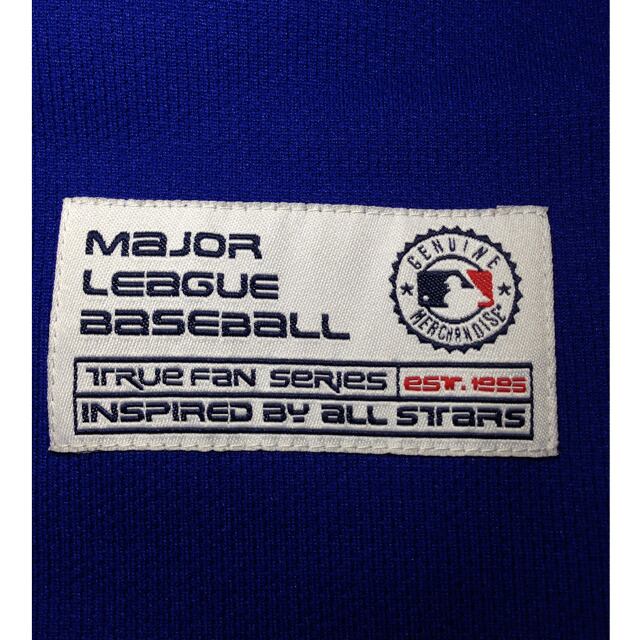 MAJOR
LEAGUE
BASEBALL
GENUINE
MERCHANDISE
TRUE FAN SERIES EST. 1995
INSPIRED BY ALL STARS